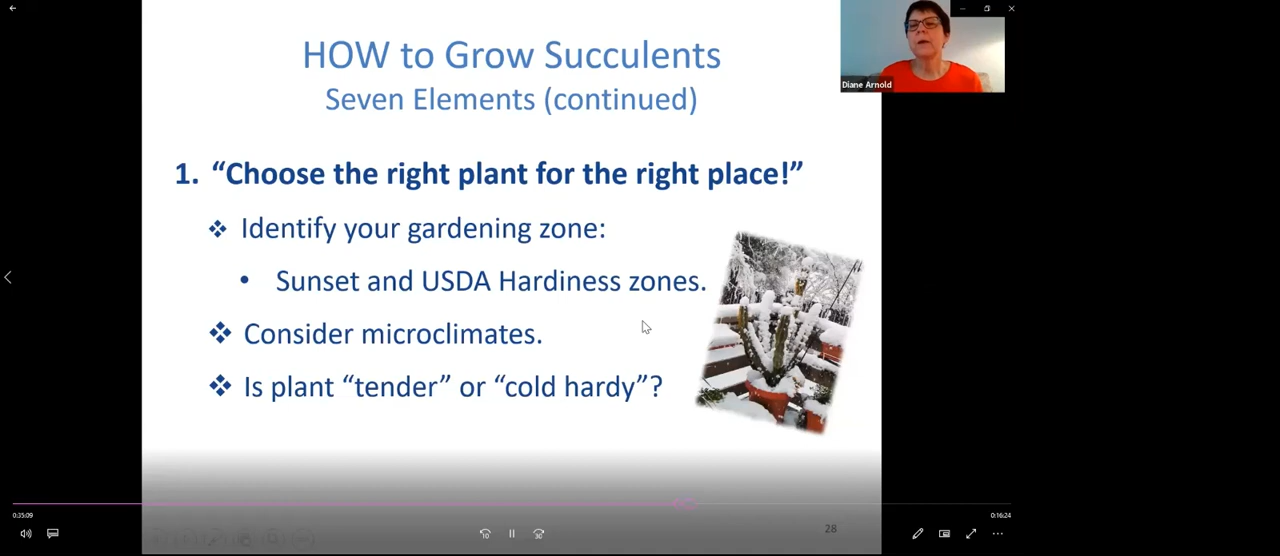 HOW to Grow Succulents
Diane Arnold
Seven Elements (continued)
1. “Choose the right plant for the right place!”
❖ Identify your gardening zone:
• Sunset and USDA Hardiness zones.
❖ Consider microclimates.
❖ Is plant “tender” or “cold hardy”?
0:35:09
0:16:24
28
10
30